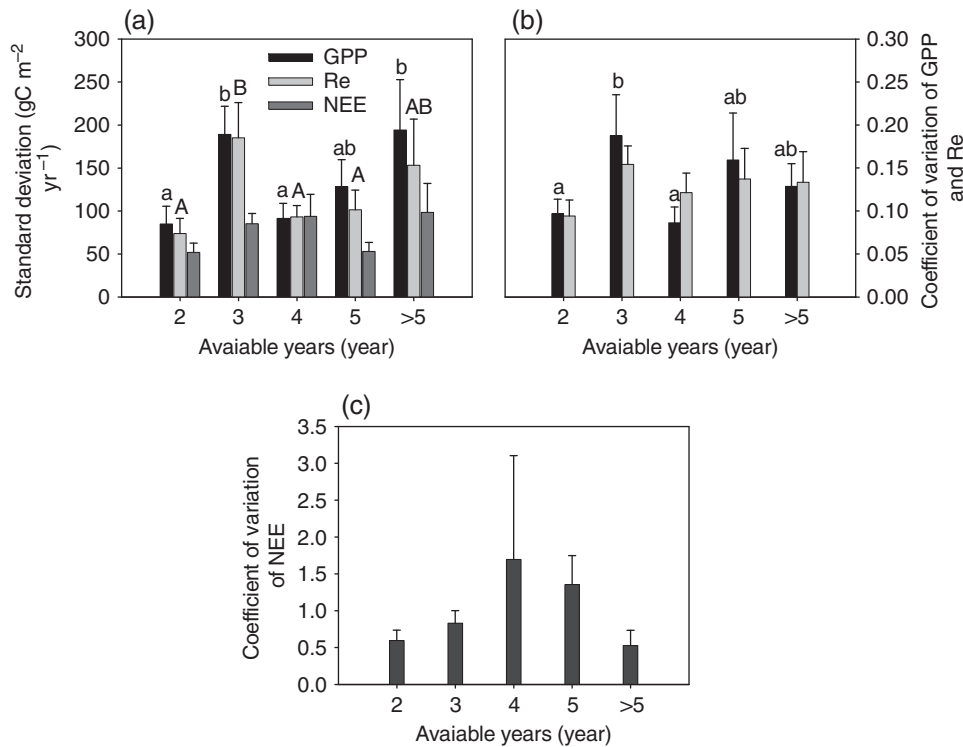 (a)
Standard deviation (gC m−2
yr−1)
300
250
200
150
100
50
0
GPP
Re
NEE
a
A
b
B
a
A
ab
A
b
AB
2
3
4
5
>5
Avaiable years (year)
(b)
a
b
a
ab
ab
0.30
0.25
0.20
0.15
0.10
0.05
0.00
Coefficient of variation of GPP
and Re
2
3
4
5
>5
Avaiable years (year)
(c)
Coefficient of variation
of NEE
3.5
3.0
2.5
2.0
1.5
1.0
0.5
0.0
2
3
4
5
>5
Avaiable years (year)